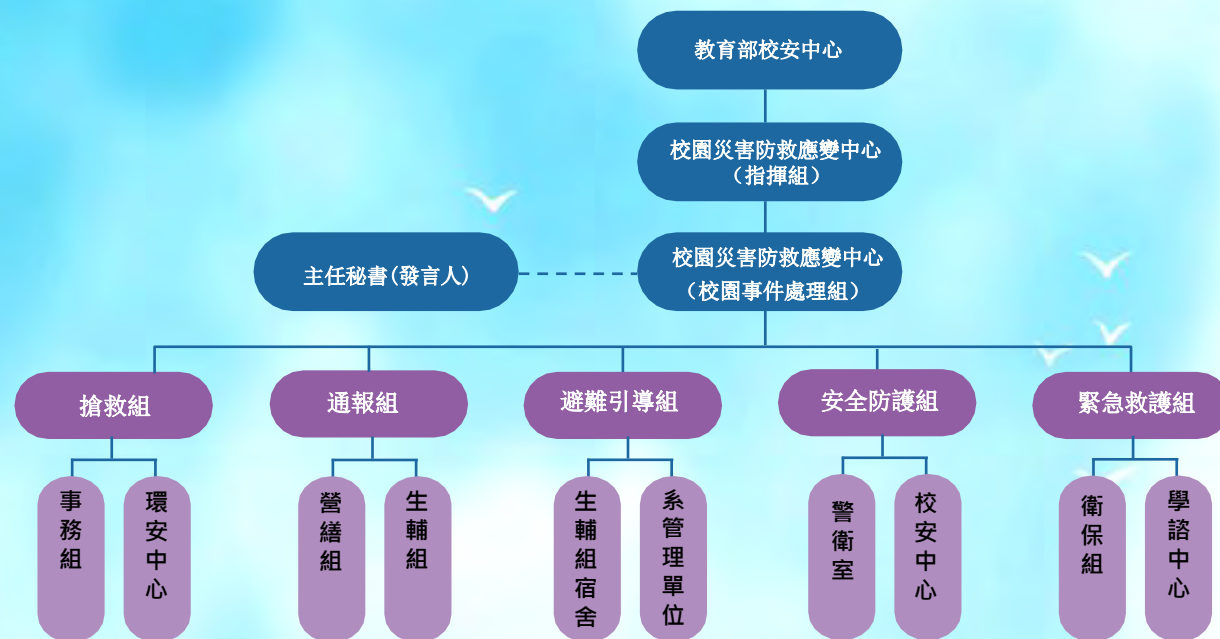 教育部校安中心
校園災害防救應變中心
（指揮組）
主任秘書(發言人)
校園災害防救應變中心
（校園事件處理組）
搶救組
通報組
避難引導組
安全防護組
緊急救護組
事務組
環安中心
營繕組
生輔組
生輔組宿舍
系管理單位
警衛室
校安中心
衛保組
學諮中心